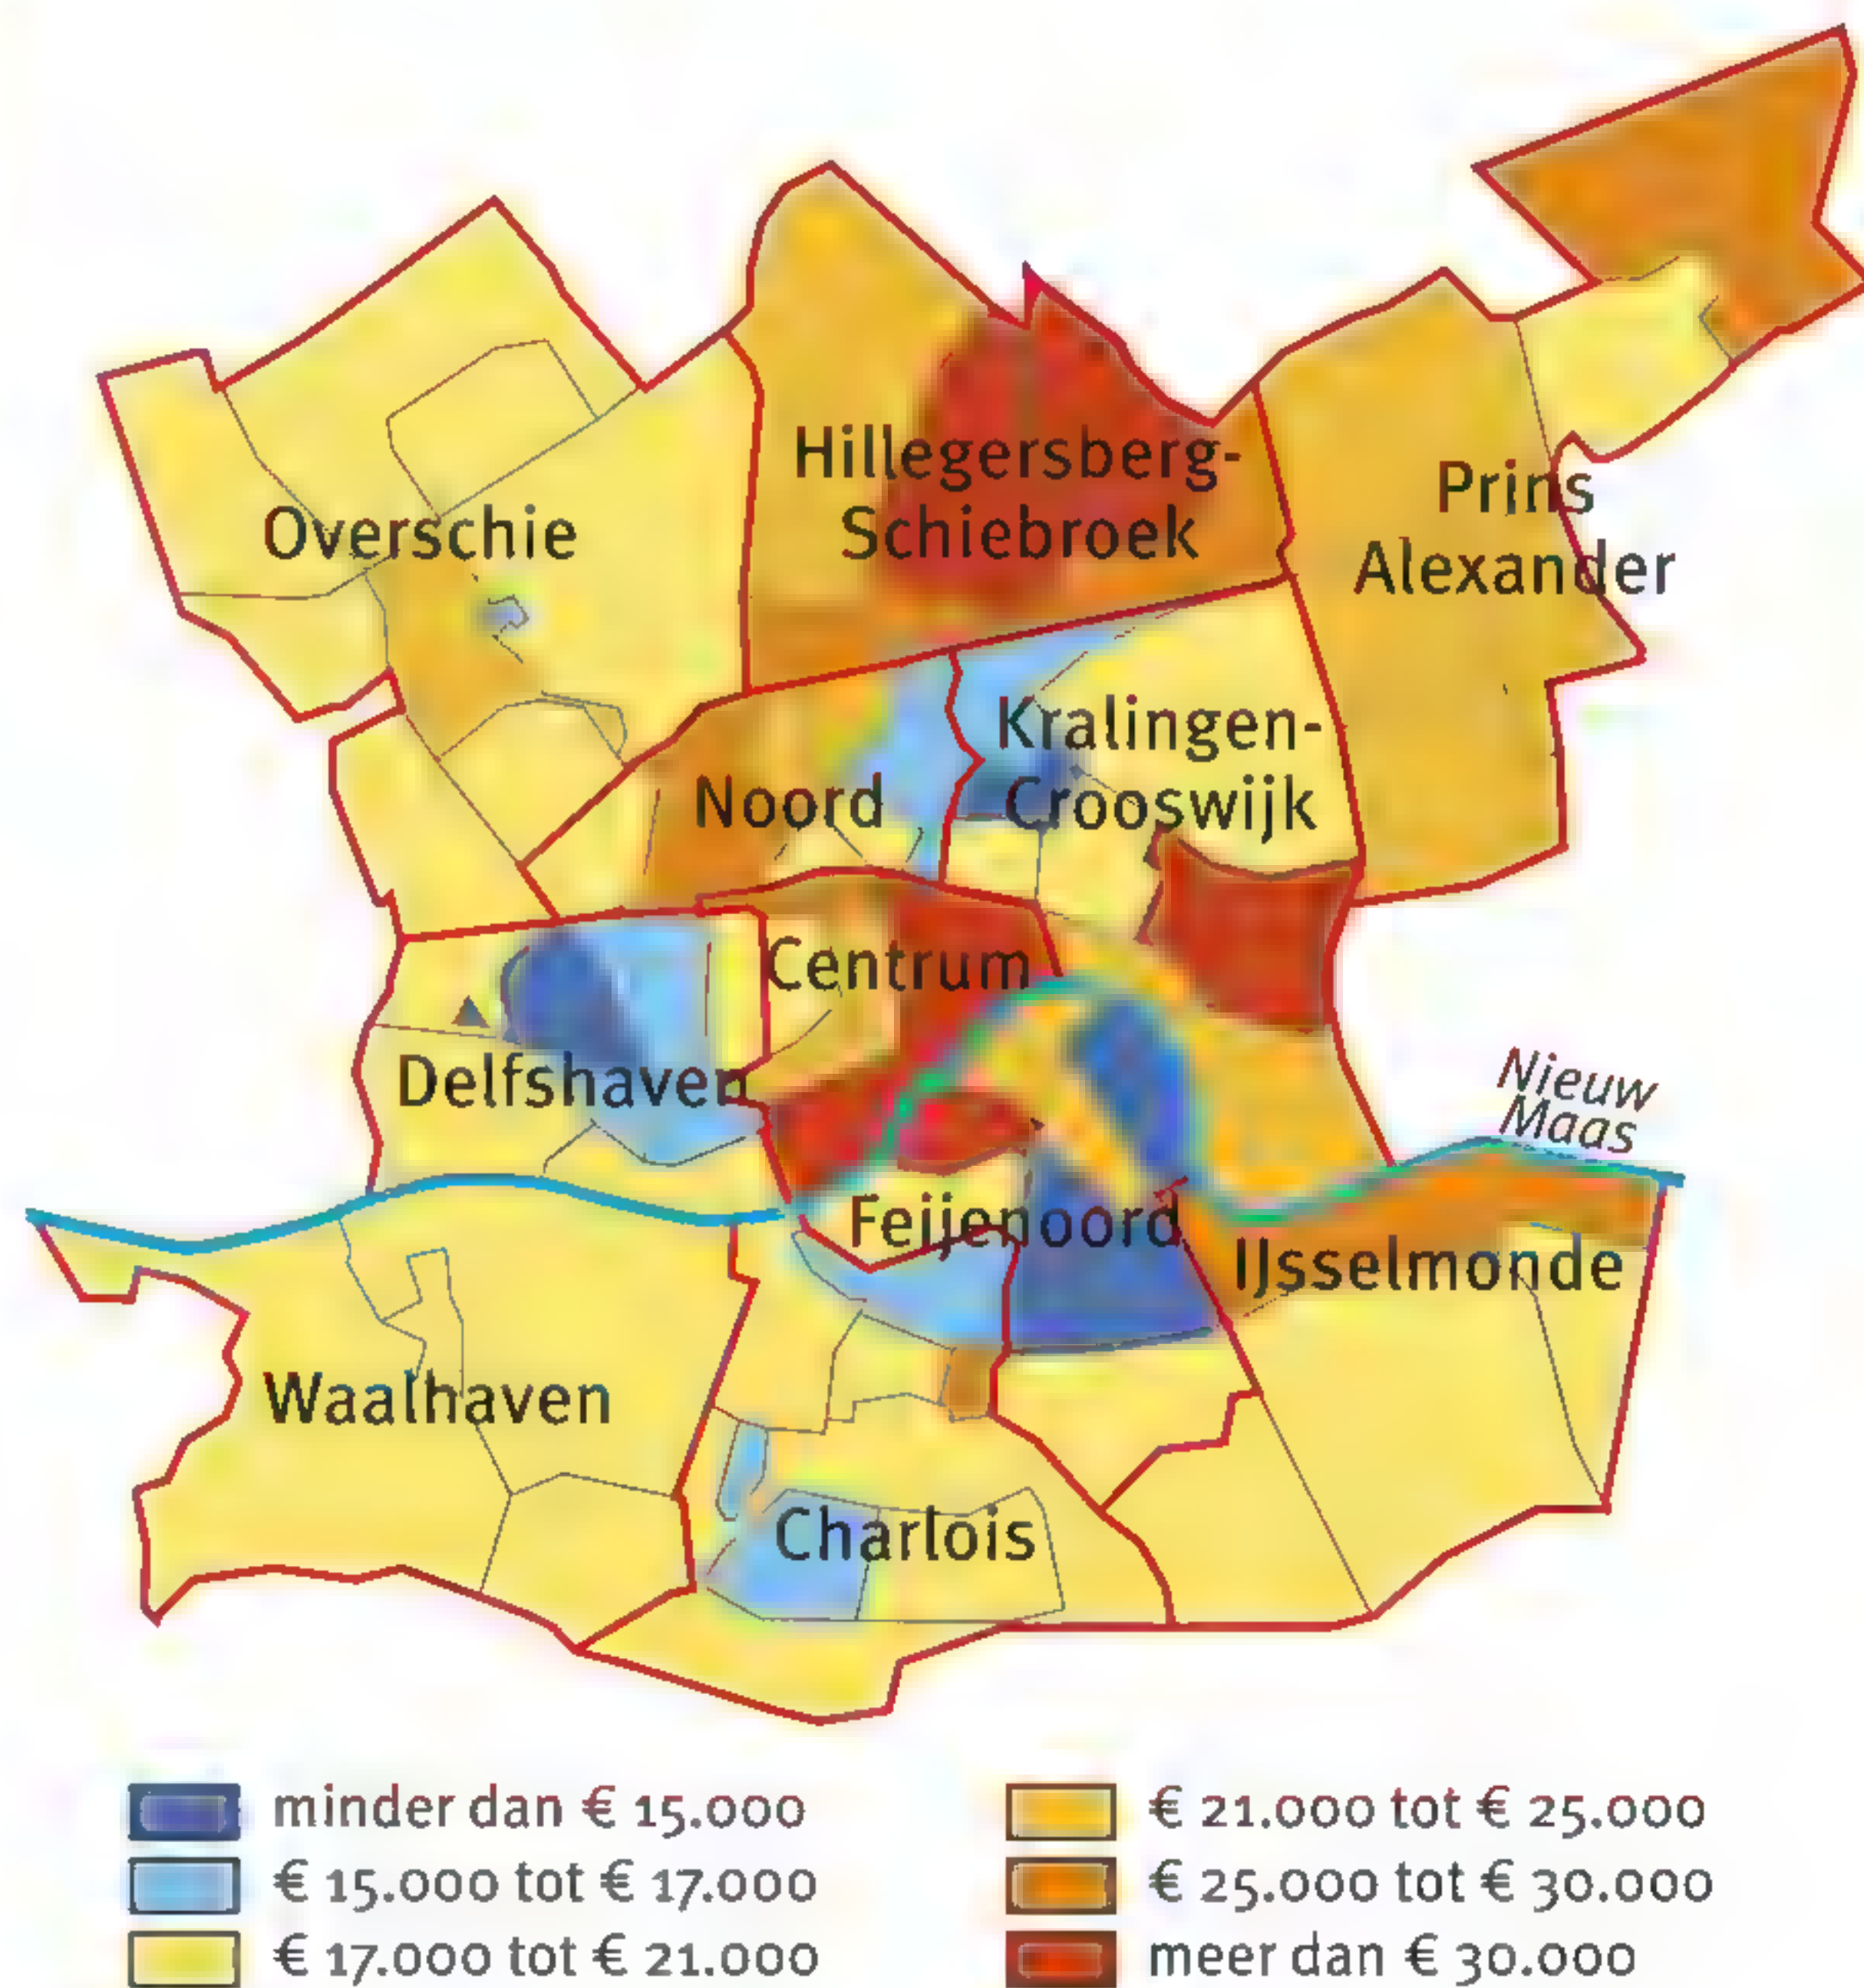 Hillegersberg-
Schiebroek
Prins
Alexander
Overschie
Kralingen-
Crooswijk
Noord
Centrum
Delfshaven
Nieuw
Maas
Feijenoord
IJsselmonde
Waalhaven
Charlois
minder dan € 15.000
€ 15.000 tot € 17.000
€ 17.000 tot € 21.000
€ 21.000 tot € 25.000
€ 25.000 tot € 30.000
meer dan € 30.000